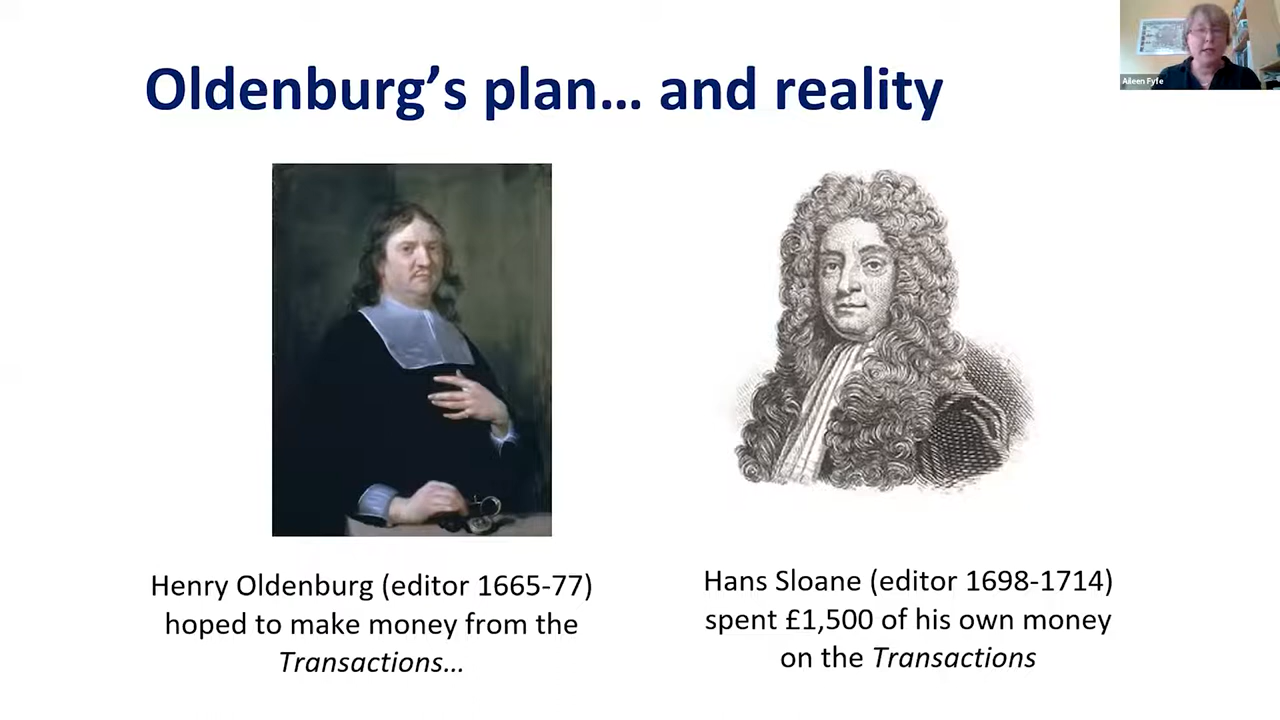 Oldenburg's plan... and reality
Aileen Fyfe
Henry Oldenburg (editor 1665-77)
hoped to make money from the
Transactions...
Hans Sloane (editor 1698-1714)
spent £1,500 of his own money
on the Transactions